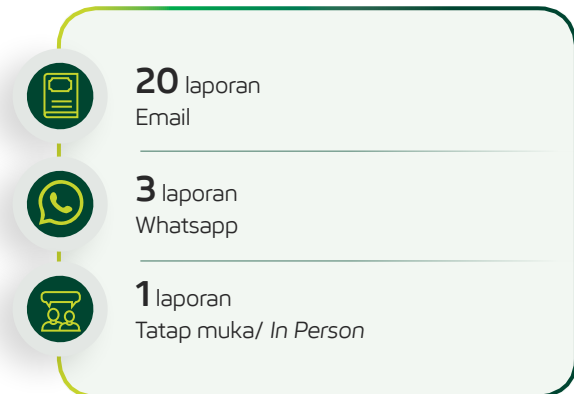 20 laporan
Email
3 laporan
Whatsapp
1 laporan
Tatap muka/ In Person